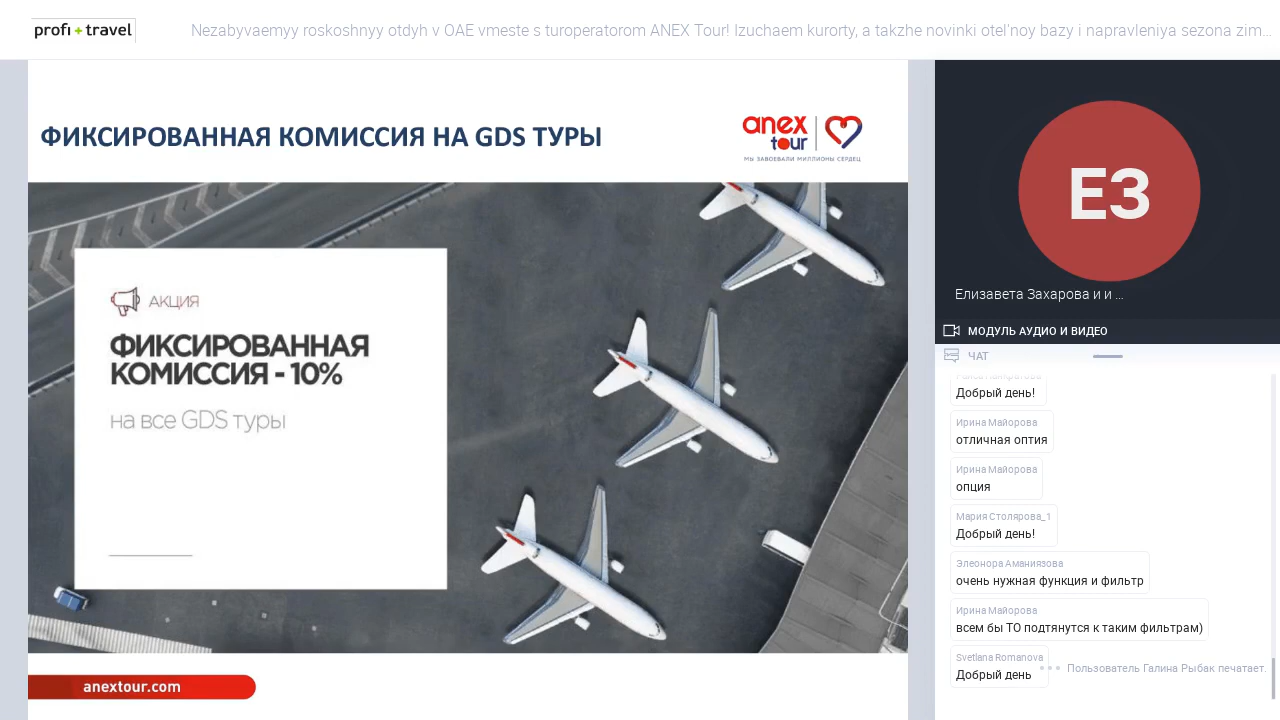 profi + travel
Nezabyvaemyy roskoshnyy otdyh v OAE vmeste s turoperatorom ANEX Tour! Izuchaem kurorty, a takzhe novinki otel'noy bazy i napravleniya sezona zim...
ФИКСИРОВАННАЯ КОМИССИЯ НА GDS ТУРЫ
anex
tour
МЫ ЗАВОЕВАЛИ МИЛЛИОНЫ СЕРДЕЦ
АКЦИЯ
ФИКСИРОВАННАЯ
КОМИССИЯ - 10%
на все GDS туры
anextour.com
ЕЗ
Елизавета Захарова и и ...
МОДУЛЬ АУДИО И ВИДЕО
ЧАТ
Добрый день!
Ирина Майорова
отличная оптия
Ирина Майорова
опция
Мария Столярова_1
Добрый день!
Элеонора Аманиязова
очень нужная функция и фильтр
Ирина Майорова
всем бы ТО подтянутся к таким фильтрам)
Svetlana Romanova
Добрый день
Пользователь Галина Рыбак печатает.